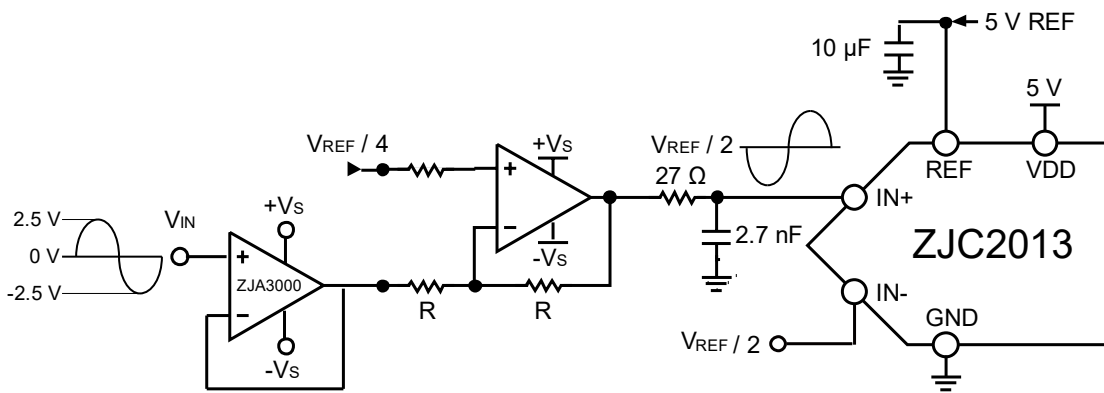 5 V REF
10 µF
5 V
VREF / 4
+VS
VREF / 2
27 Ω
REF
VDD
+
IN+
2.5 V
VIN
+VS
−
2.7 nF
ZJC2013
0 V
+
-VS
ZJA3000
-2.5 V
−
R
R
IN-
GND
VREF / 2
-VS